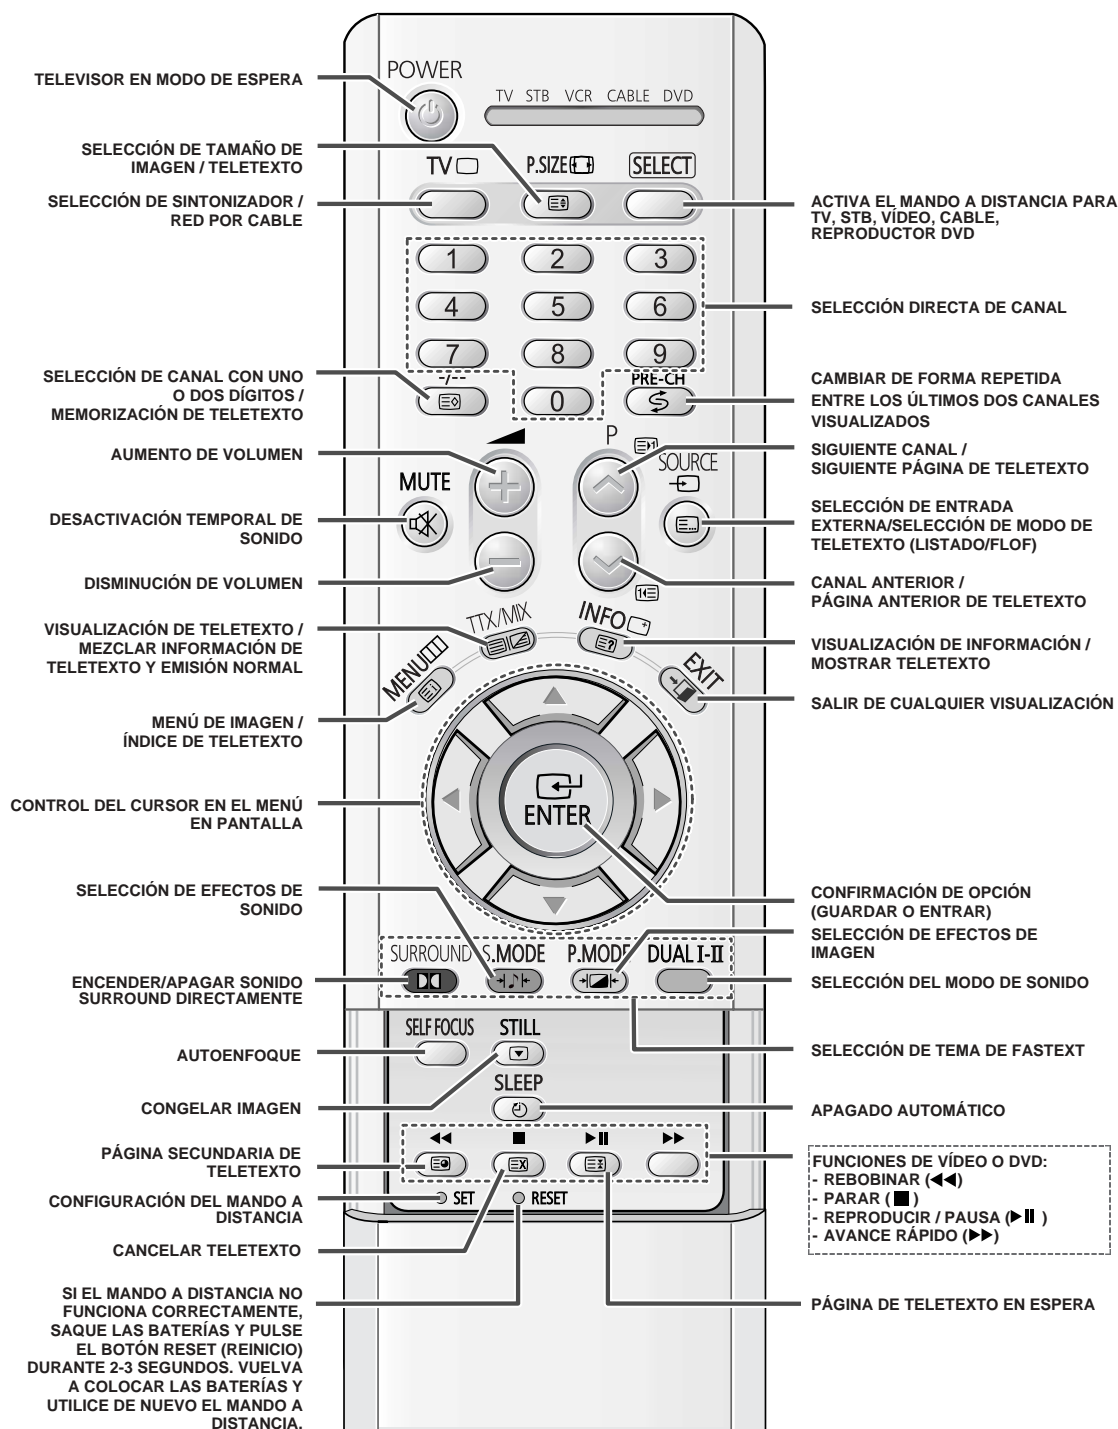 POWER
TELEVISOR EN MODO DE ESPERA
TV STB VCR CABLE DVD
SELECCIÓN DE TAMAÑO DE
IMAGEN / TELETEXTO
TV
P.SIZE
SELECT
SELECCIÓN DE SINTONIZADOR /
RED POR CABLE
ACTIVA EL MANDO A DISTANCIA PARA
TV, STB, VÍDEO, CABLE,
REPRODUCTOR DVD
1 2 3
4 5 6
SELECCIÓN DIRECTA DE CANAL
7 8 9
-/--
PRE-CH
0
SELECCIÓN DE CANAL CON UNO
O DOS DÍGITOS /
MEMORIZACIÓN DE TELETEXTO
CAMBIAR DE FORMA REPETIDA
ENTRE LOS ÚLTIMOS DOS CANALES
VISUALIZADOS
P
AUMENTO DE VOLUMEN
SIGUIENTE CANAL /
SIGUIENTE PÁGINA DE TELETEXTO
SOURCE
MUTE
DESACTIVACIÓN TEMPORAL DE
SONIDO
SELECCIÓN DE ENTRADA
EXTERNA/SELECCIÓN DE MODO DE
TELETEXTO (LISTADO/FLOF)
DISMINUCIÓN DE VOLUMEN
CANAL ANTERIOR /
PÁGINA ANTERIOR DE TELETEXTO
TTX/MIX
INFO
VISUALIZACIÓN DE TELETEXTO /
MEZCLAR INFORMACIÓN DE
TELETEXTO Y EMISIÓN NORMAL
VISUALIZACIÓN DE INFORMACIÓN /
MOSTRAR TELETEXTO
MENU
EXIT
SALIR DE CUALQUIER VISUALIZACIÓN
MENÚ DE IMAGEN /
ÍNDICE DE TELETEXTO
CONTROL DEL CURSOR EN EL MENÚ
EN PANTALLA
ENTER
SELECCIÓN DE EFECTOS DE
SONIDO
CONFIRMACIÓN DE OPCIÓN
(GUARDAR O ENTRAR)
SELECCIÓN DE EFECTOS DE
IMAGEN
SURROUND
S.MODE
P.MODE
DUAL I-II
ENCENDER/APAGAR SONIDO
SURROUND DIRECTAMENTE
SELECCIÓN DEL MODO DE SONIDO
SELF FOCUS
STILL
AUTOENFOQUE
SELECCIÓN DE TEMA DE FASTEXT
SLEEP
CONGELAR IMAGEN
APAGADO AUTOMÁTICO
◀◀ ■ ▶❚❚ ▶▶
PÁGINA SECUNDARIA DE
TELETEXTO
FUNCIONES DE VÍDEO O DVD:
- REBOBINAR (◀◀)
- PARAR (■)
- REPRODUCIR / PAUSA (▶❚❚ )
- AVANCE RÁPIDO (▶▶)
SET
RESET
CONFIGURACIÓN DEL MANDO A
DISTANCIA
CANCELAR TELETEXTO
SI EL MANDO A DISTANCIA NO
FUNCIONA CORRECTAMENTE,
SAQUE LAS BATERÍAS Y PULSE
EL BOTÓN RESET (REINICIO)
DURANTE 2-3 SEGUNDOS. VUELVA
A COLOCAR LAS BATERÍAS Y
UTILICE DE NUEVO EL MANDO A
DISTANCIA.
PÁGINA DE TELETEXTO EN ESPERA